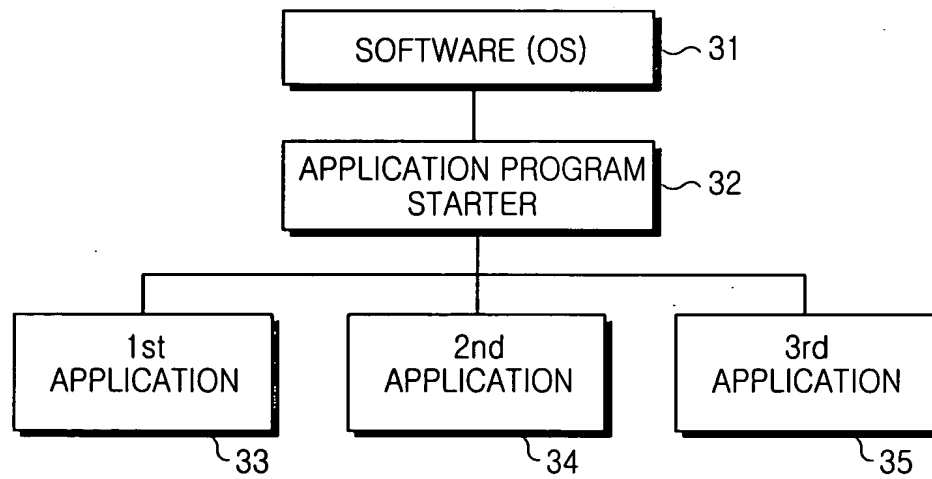 SOFTWARE (OS)
31
APPLICATION PROGRAM
STARTER
32
1st
APPLICATION
2nd
APPLICATION
3rd
APPLICATION
33
34
35